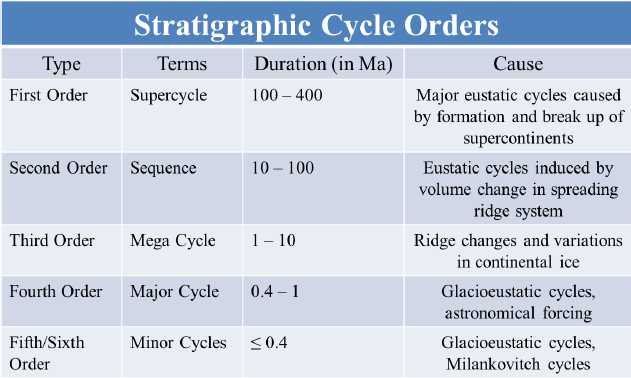 Stratigraphic Cycle Orders
Type Terms Duration (in Ma) Cause
First Order Supercycle 100 – 400 Major eustatic cycles caused
by formation and break up of
supercontinents
Second Order Sequence 10 – 100 Eustatic cycles induced by
volume change in spreading
ridge system
Third Order Mega Cycle 1 – 10 Ridge changes and variations
in continental ice
Fourth Order Major Cycle 0.4 – 1 Glacioeustatic cycles,
astronomical forcing
Fifth/Sixth Minor Cycles ≤ 0.4 Glacioeustatic cycles,
Order Milankovitch cycles